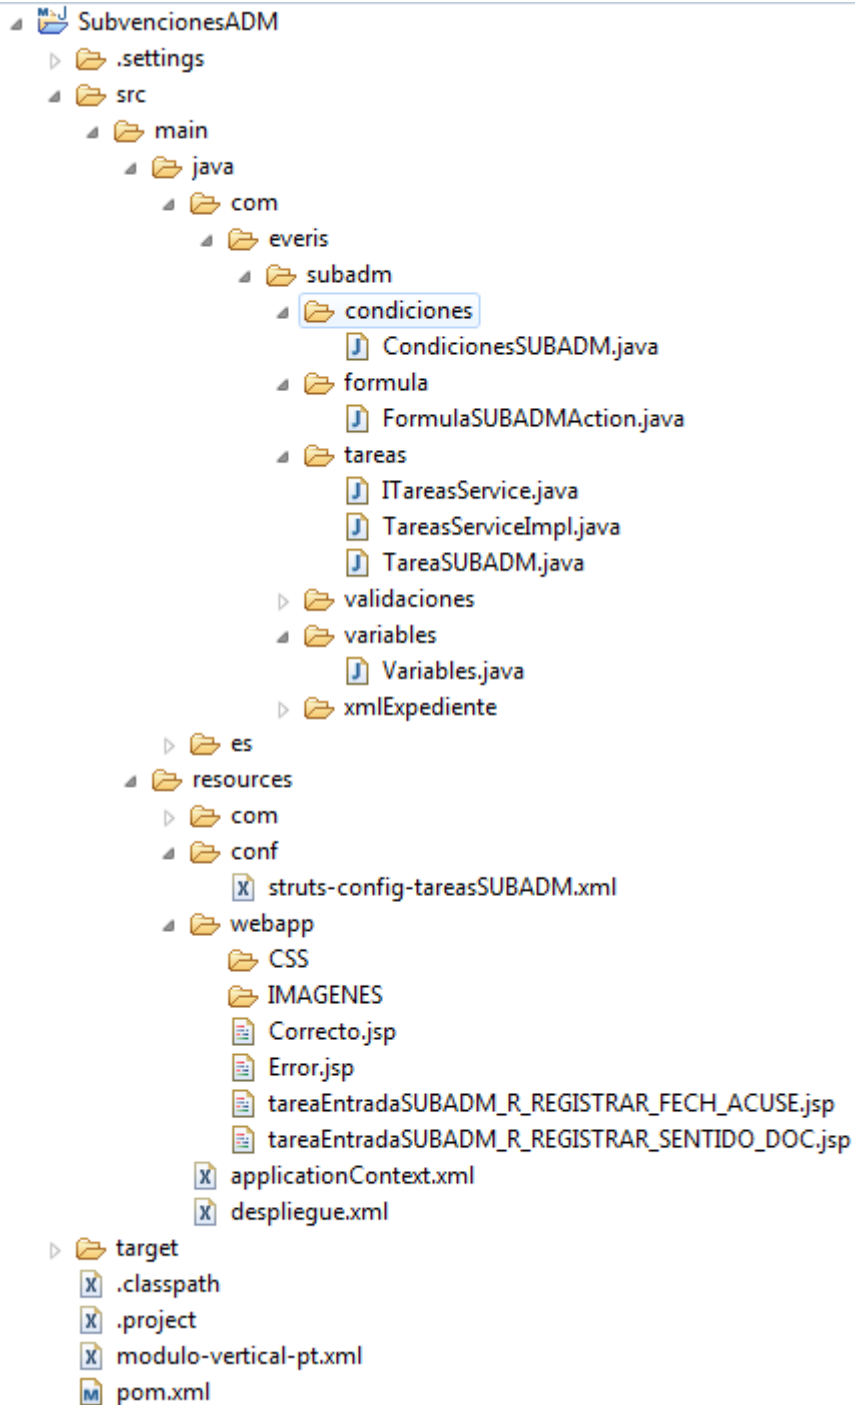 SubvencionesADM
.settings
src
main
java
com
everis
subadm
condiciones
CondicionesSUBADM.java
formula
FormulaSUBADMAction.java
tareas
ITareasService.java
TareasServiceImpl.java
TareaSUBADM.java
validaciones
variables
Variables.java
xmlExpediente
es
resources
com
conf
struts-config-tareasSUBADM.xml
webapp
CSS
IMAGENES
Correcto.jsp
Error.jsp
tareaEntradaSUBADM_R_REGISTRAR_FECH_ACUSE.jsp
tareaEntradaSUBADM_R_REGISTRAR_SENTIDO_DOC.jsp
applicationContext.xml
despliegue.xml
target
.classpath
.project
modulo-vertical-pt.xml
pom.xml